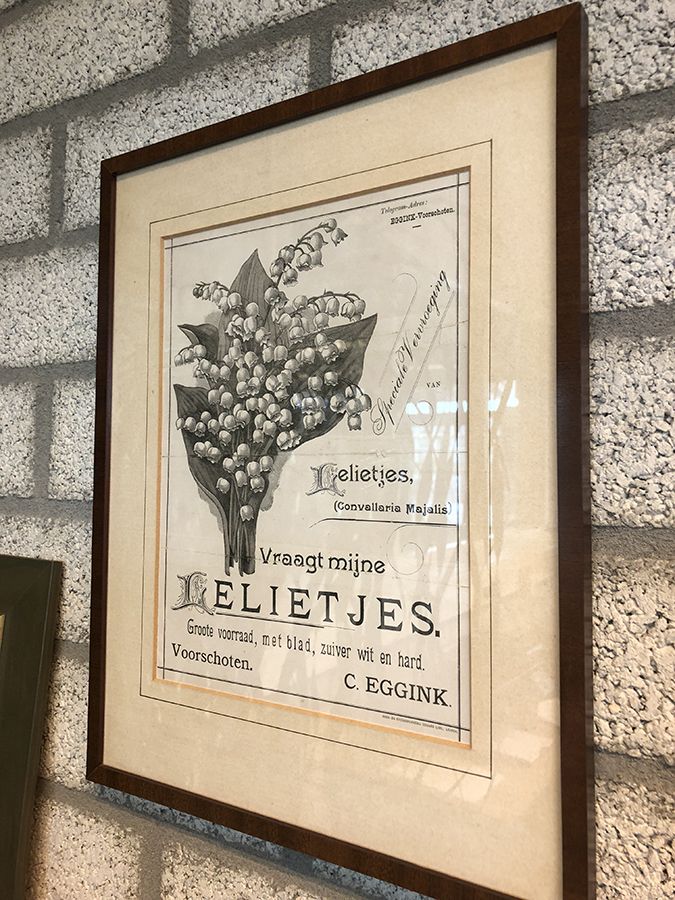 Telegram-Adres:
EGGINK-Voorschoten.
Speciale Vervroeging
VAN
Lelietjes,
(Convallaria Majalis)
Vraagt mijne
LELIETJES.
Groote voorraad, met blad, zuiver wit en hard.
Voorschoten.
C. EGGINK.